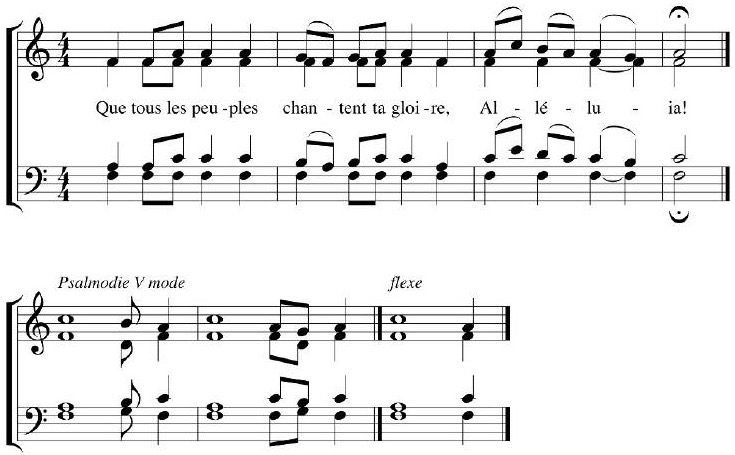 Que tous les peu - ples chan - tent ta gloi - re, Al - lé - lu - ia!
Psalmodie V mode flexe